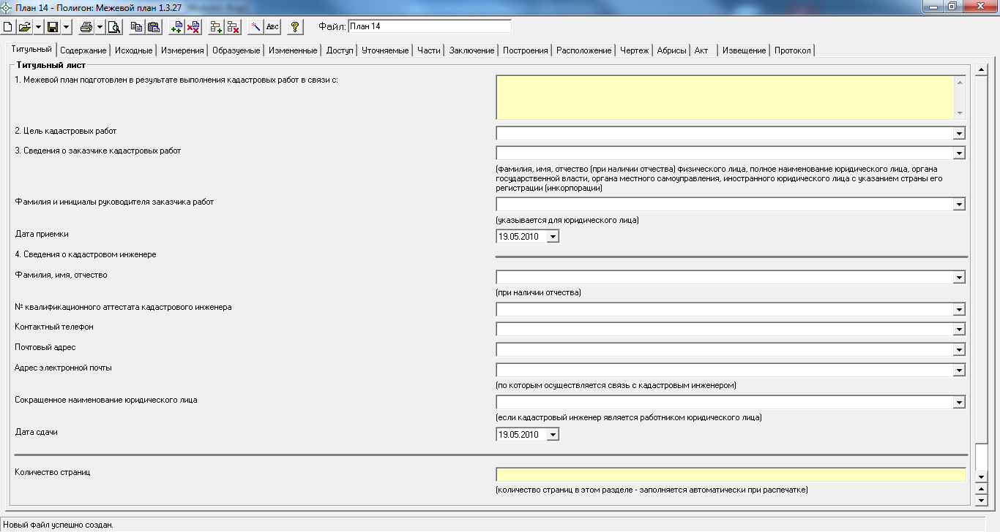 План 14 - Полигон: Межевой план 1.3.27
Файл: План 14
Титульный Содержание Исходные Измерения Образуемые Измененные Доступ Уточняемые Части Заключение Построения Расположение Чертеж Абрисы Акт Извещение Протокол
Титульный лист
1. Межевой план подготовлен в результате выполнения кадастровых работ в связи с:
2. Цель кадастровых работ
3. Сведения о заказчике кадастровых работ
(фамилия, имя, отчество (при наличии отчества) физического лица, полное наименование юридического лица, органа
государственной власти, органа местного самоуправления, иностранного юридического лица с указанием страны его
регистрации (инкорпорации)
Фамилия и инициалы руководителя заказчика работ
(указывается для юридического лица)
Дата приемки 19.05.2010
4. Сведения о кадастровом инженере
Фамилия, имя, отчество
(при наличии отчества)
№ квалификационного аттестата кадастрового инженера
Контактный телефон
Почтовый адрес
Адрес электронной почты
(по которым осуществляется связь с кадастровым инженером)
Сокращенное наименование юридического лица
(если кадастровый инженер является работником юридического лица)
Дата сдачи 19.05.2010
Количество страниц
(количество страниц в этом разделе - заполняется автоматически при распечатке)
Новый файл успешно создан.